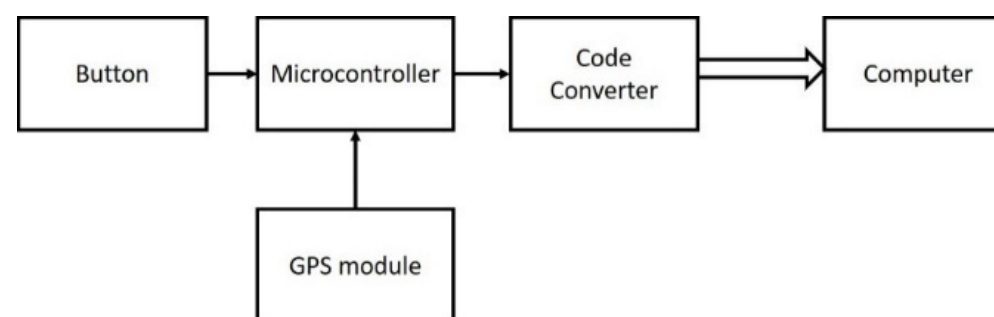 Button
Microcontroller
Code
Converter
Computer
GPS module